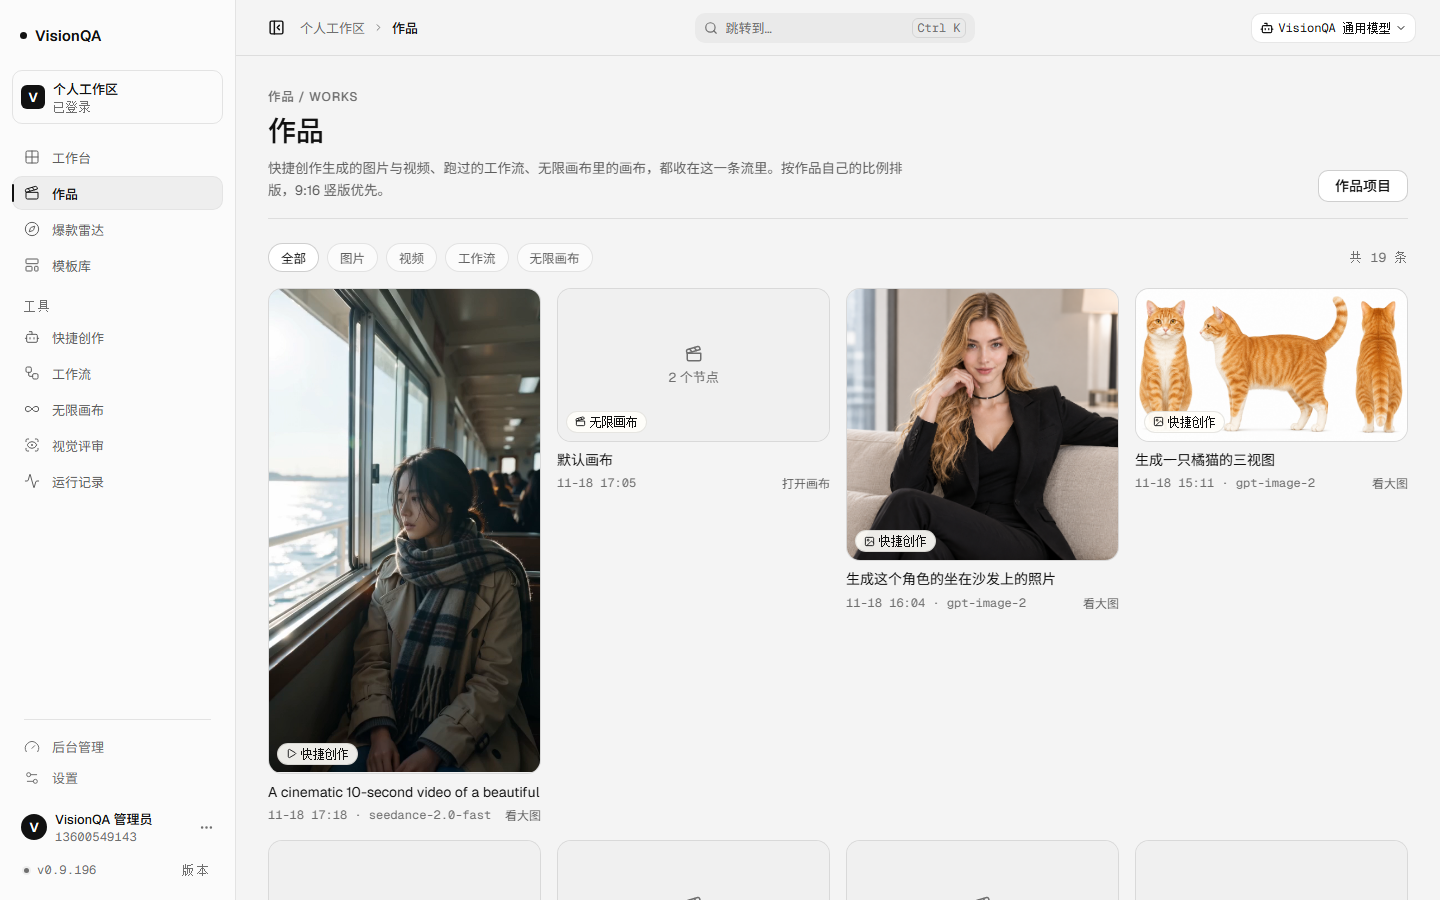 VisionQA
V
个人工作区
已登录
工作台
作品
爆款雷达
模板库
工具
快捷创作
工作流
无限画布
视觉评审
运行记录
后台管理
设置
V
VisionQA 管理员
13600549143
v0.9.196
版本
个人工作区 > 作品
跳转到…
Ctrl K
VisionQA 通用模型
作品 / WORKS
作品
快捷创作生成的图片与视频、跑过的工作流、无限画布里的画布，都收在这一条流里。按作品自己的比例排
版，9:16 竖版优先。
作品项目
全部
图片
视频
工作流
无限画布
共 19 条
快捷创作
A cinematic 10-second video of a beautiful
11-18 17:18 · seedance-2.0-fast
看大图
2 个节点
无限画布
默认画布
11-18 17:05
打开画布
快捷创作
生成这个角色的坐在沙发上的照片
11-18 16:04 · gpt-image-2
看大图
快捷创作
生成一只橘猫的三视图
11-18 15:11 · gpt-image-2
看大图